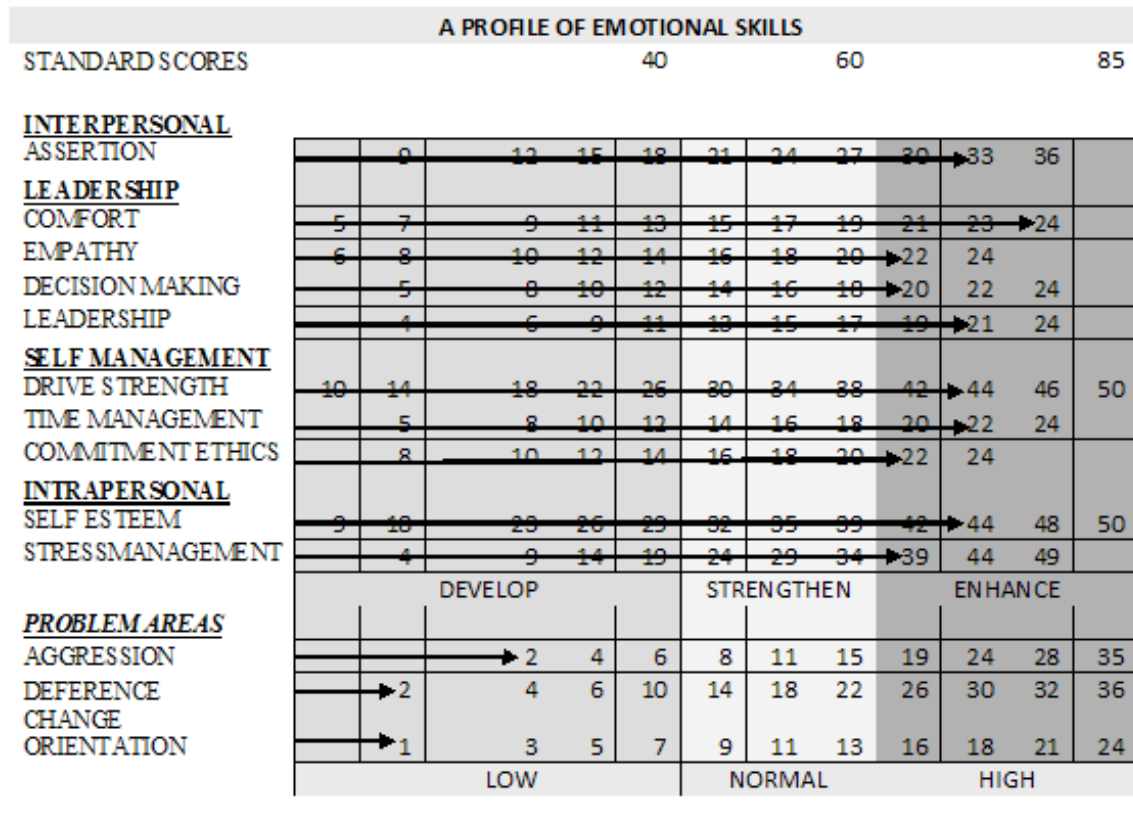 A PROFILE OF EMOTIONAL SKILLS
STANDARD SCORES 40 60 85
INTERPERSONAL
ASSERTION 9 12 15 18 21 24 27 30 33 36
LEADERSHIP
COMFORT 5 7 9 11 13 15 17 19 21 23 24
EMPATHY 6 8 10 12 14 16 18 20 22 24
DECISION MAKING 5 8 10 12 14 16 18 20 22 24
LEADERSHIP 4 6 9 11 13 15 17 19 21 24
SELF MANAGEMENT
DRIVE STRENGTH 10 14 18 22 26 30 34 38 42 44 46 50
TIME MANAGEMENT 5 8 10 12 14 16 18 20 22 24
COMMITMENT ETHICS 8 10 12 14 16 18 20 22 24
INTRAPERSONAL
SELF ESTEEM 18 23 26 29 32 35 39 42 44 48 50
STRESSMANAGEMENT 4 9 14 19 24 29 34 39 44 49
DEVELOP STRENGTHEN ENHANCE
PROBLEM AREAS
AGGRESSION 2 4 6 8 11 15 19 24 28 35
DEFERENCE 2 4 6 10 14 18 22 26 30 32 36
CHANGE
ORIENTATION 1 3 5 7 9 11 13 16 18 21 24
LOW NORMAL HIGH